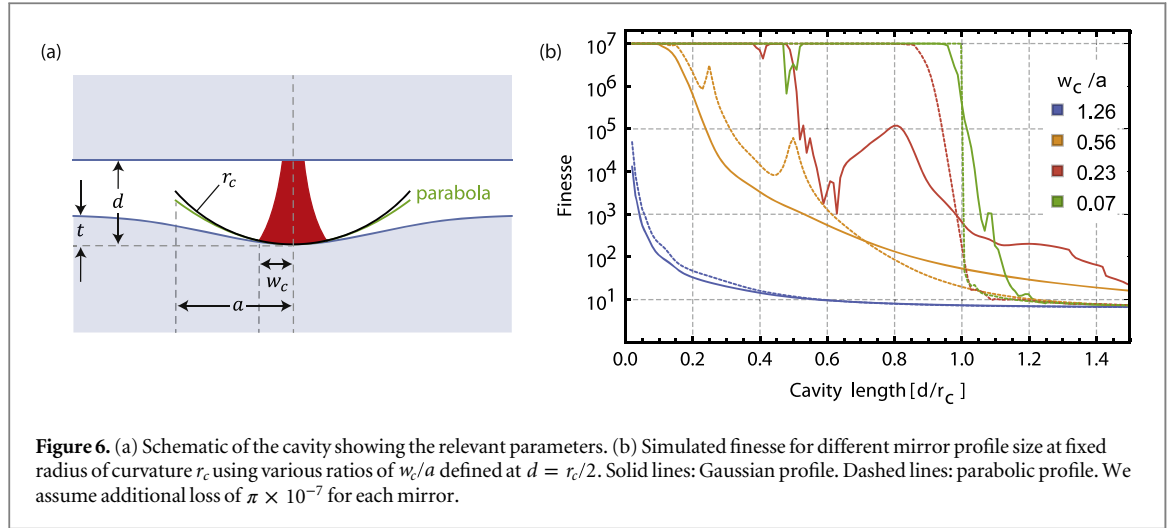 (a)
r_c
parabola
d
t
w_c
a
(b)
Finesse
10^7
10^6
10^5
10^4
10^3
10^2
10^1
w_c /a
1.26
0.56
0.23
0.07
0.0 0.2 0.4 0.6 0.8 1.0 1.2 1.4
Cavity length [d/r_c]
Figure 6. (a) Schematic of the cavity showing the relevant parameters. (b) Simulated finesse for different mirror profile size at fixed
radius of curvature r_c using various ratios of w_c/a defined at d = r_c/2. Solid lines: Gaussian profile. Dashed lines: parabolic profile. We
assume additional loss of π × 10^−7 for each mirror.